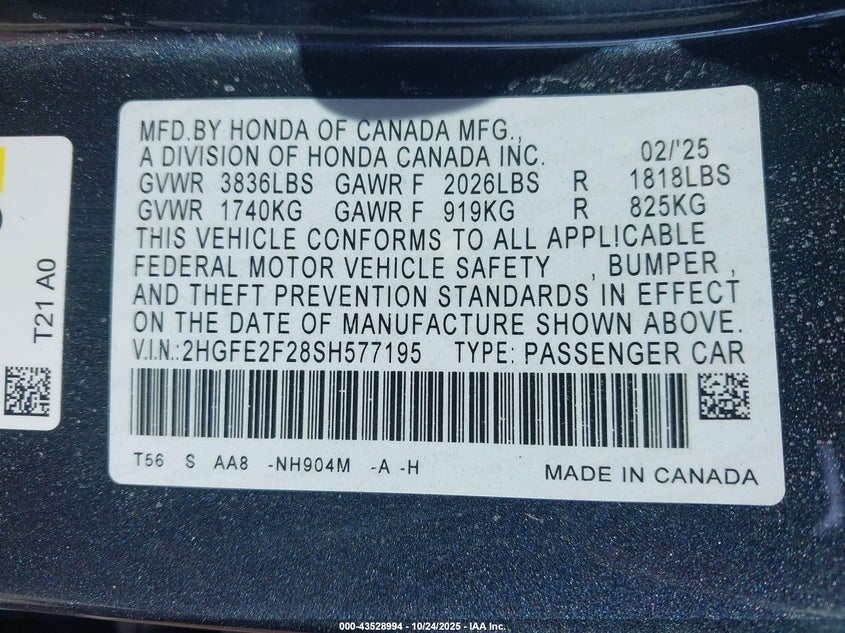 MFD.BY HONDA OF CANADA MFG.,
A DIVISION OF HONDA CANADA INC. 02/'25
GVWR 3836LBS GAWR F 2026LBS R 1818LBS
GVWR 1740KG GAWR F 919KG R 825KG
THIS VEHICLE CONFORMS TO ALL APPLICABLE
FEDERAL MOTOR VEHICLE SAFETY , BUMPER ,
AND THEFT PREVENTION STANDARDS IN EFFECT
ON THE DATE OF MANUFACTURE SHOWN ABOVE.
V.I.N.:2HGFE2F28SH577195 TYPE: PASSENGER CAR
T56 S AA8 -NH904M -A -H
MADE IN CANADA
T21 A0
000-43528994 - 10/24/2025 - IAA Inc.